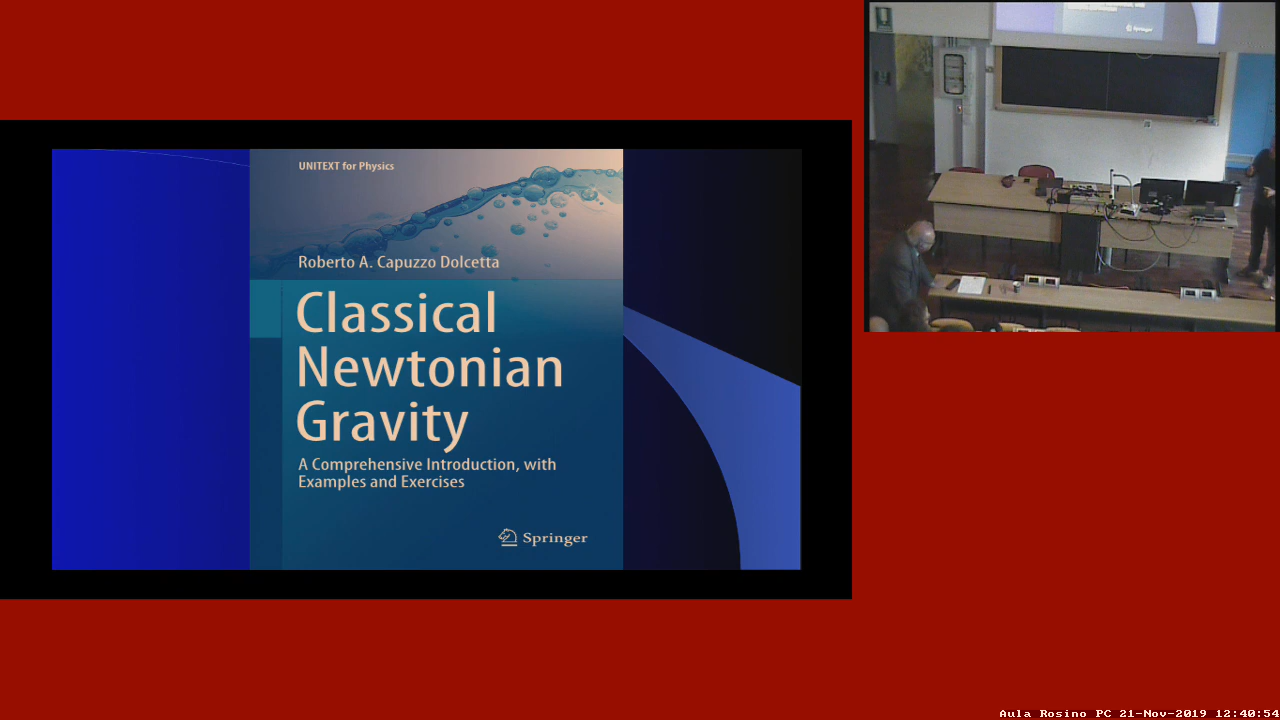 UNITEXT for Physics
Roberto A. Capuzzo Dolcetta
Classical
Newtonian
Gravity
A Comprehensive Introduction, with
Examples and Exercises
Springer
Springer
Aula Rosino PC 21-Nov-2019 12:40:54